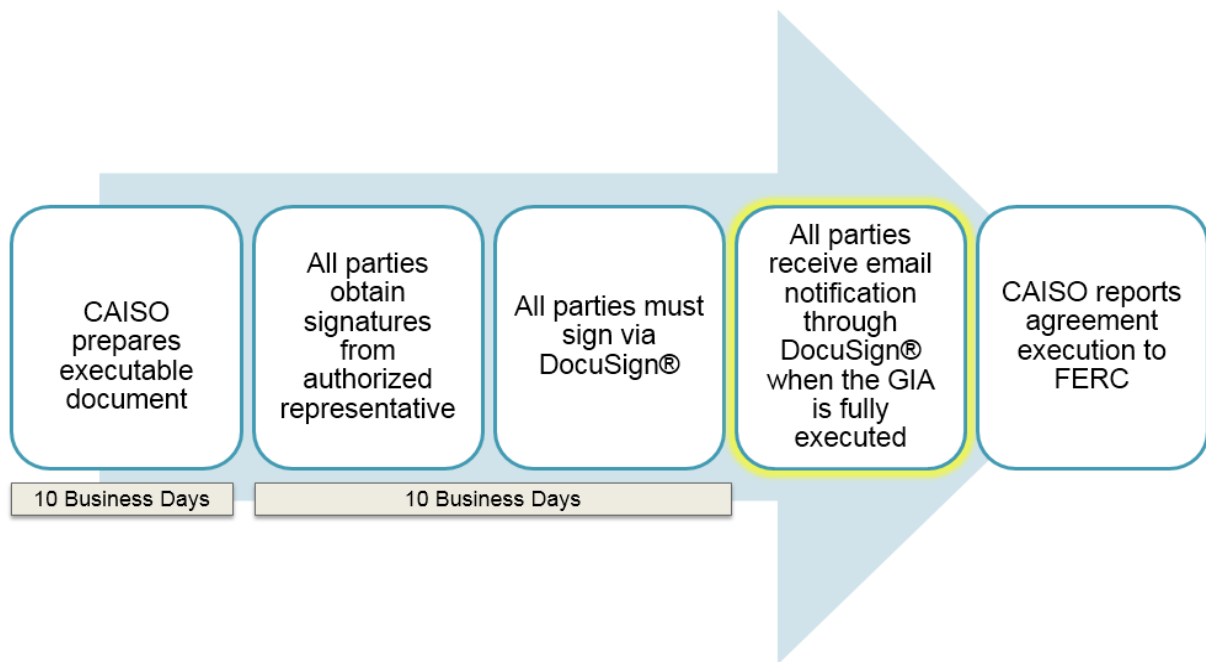 CAISO
prepares
executable
document
All parties
obtain
signatures
from
authorized
representative
All parties must
sign via
DocuSign®
All parties
receive email
notification
through
DocuSign®
when the GIA
is fully
executed
CAISO reports
agreement
execution to
FERC
10 Business Days
10 Business Days